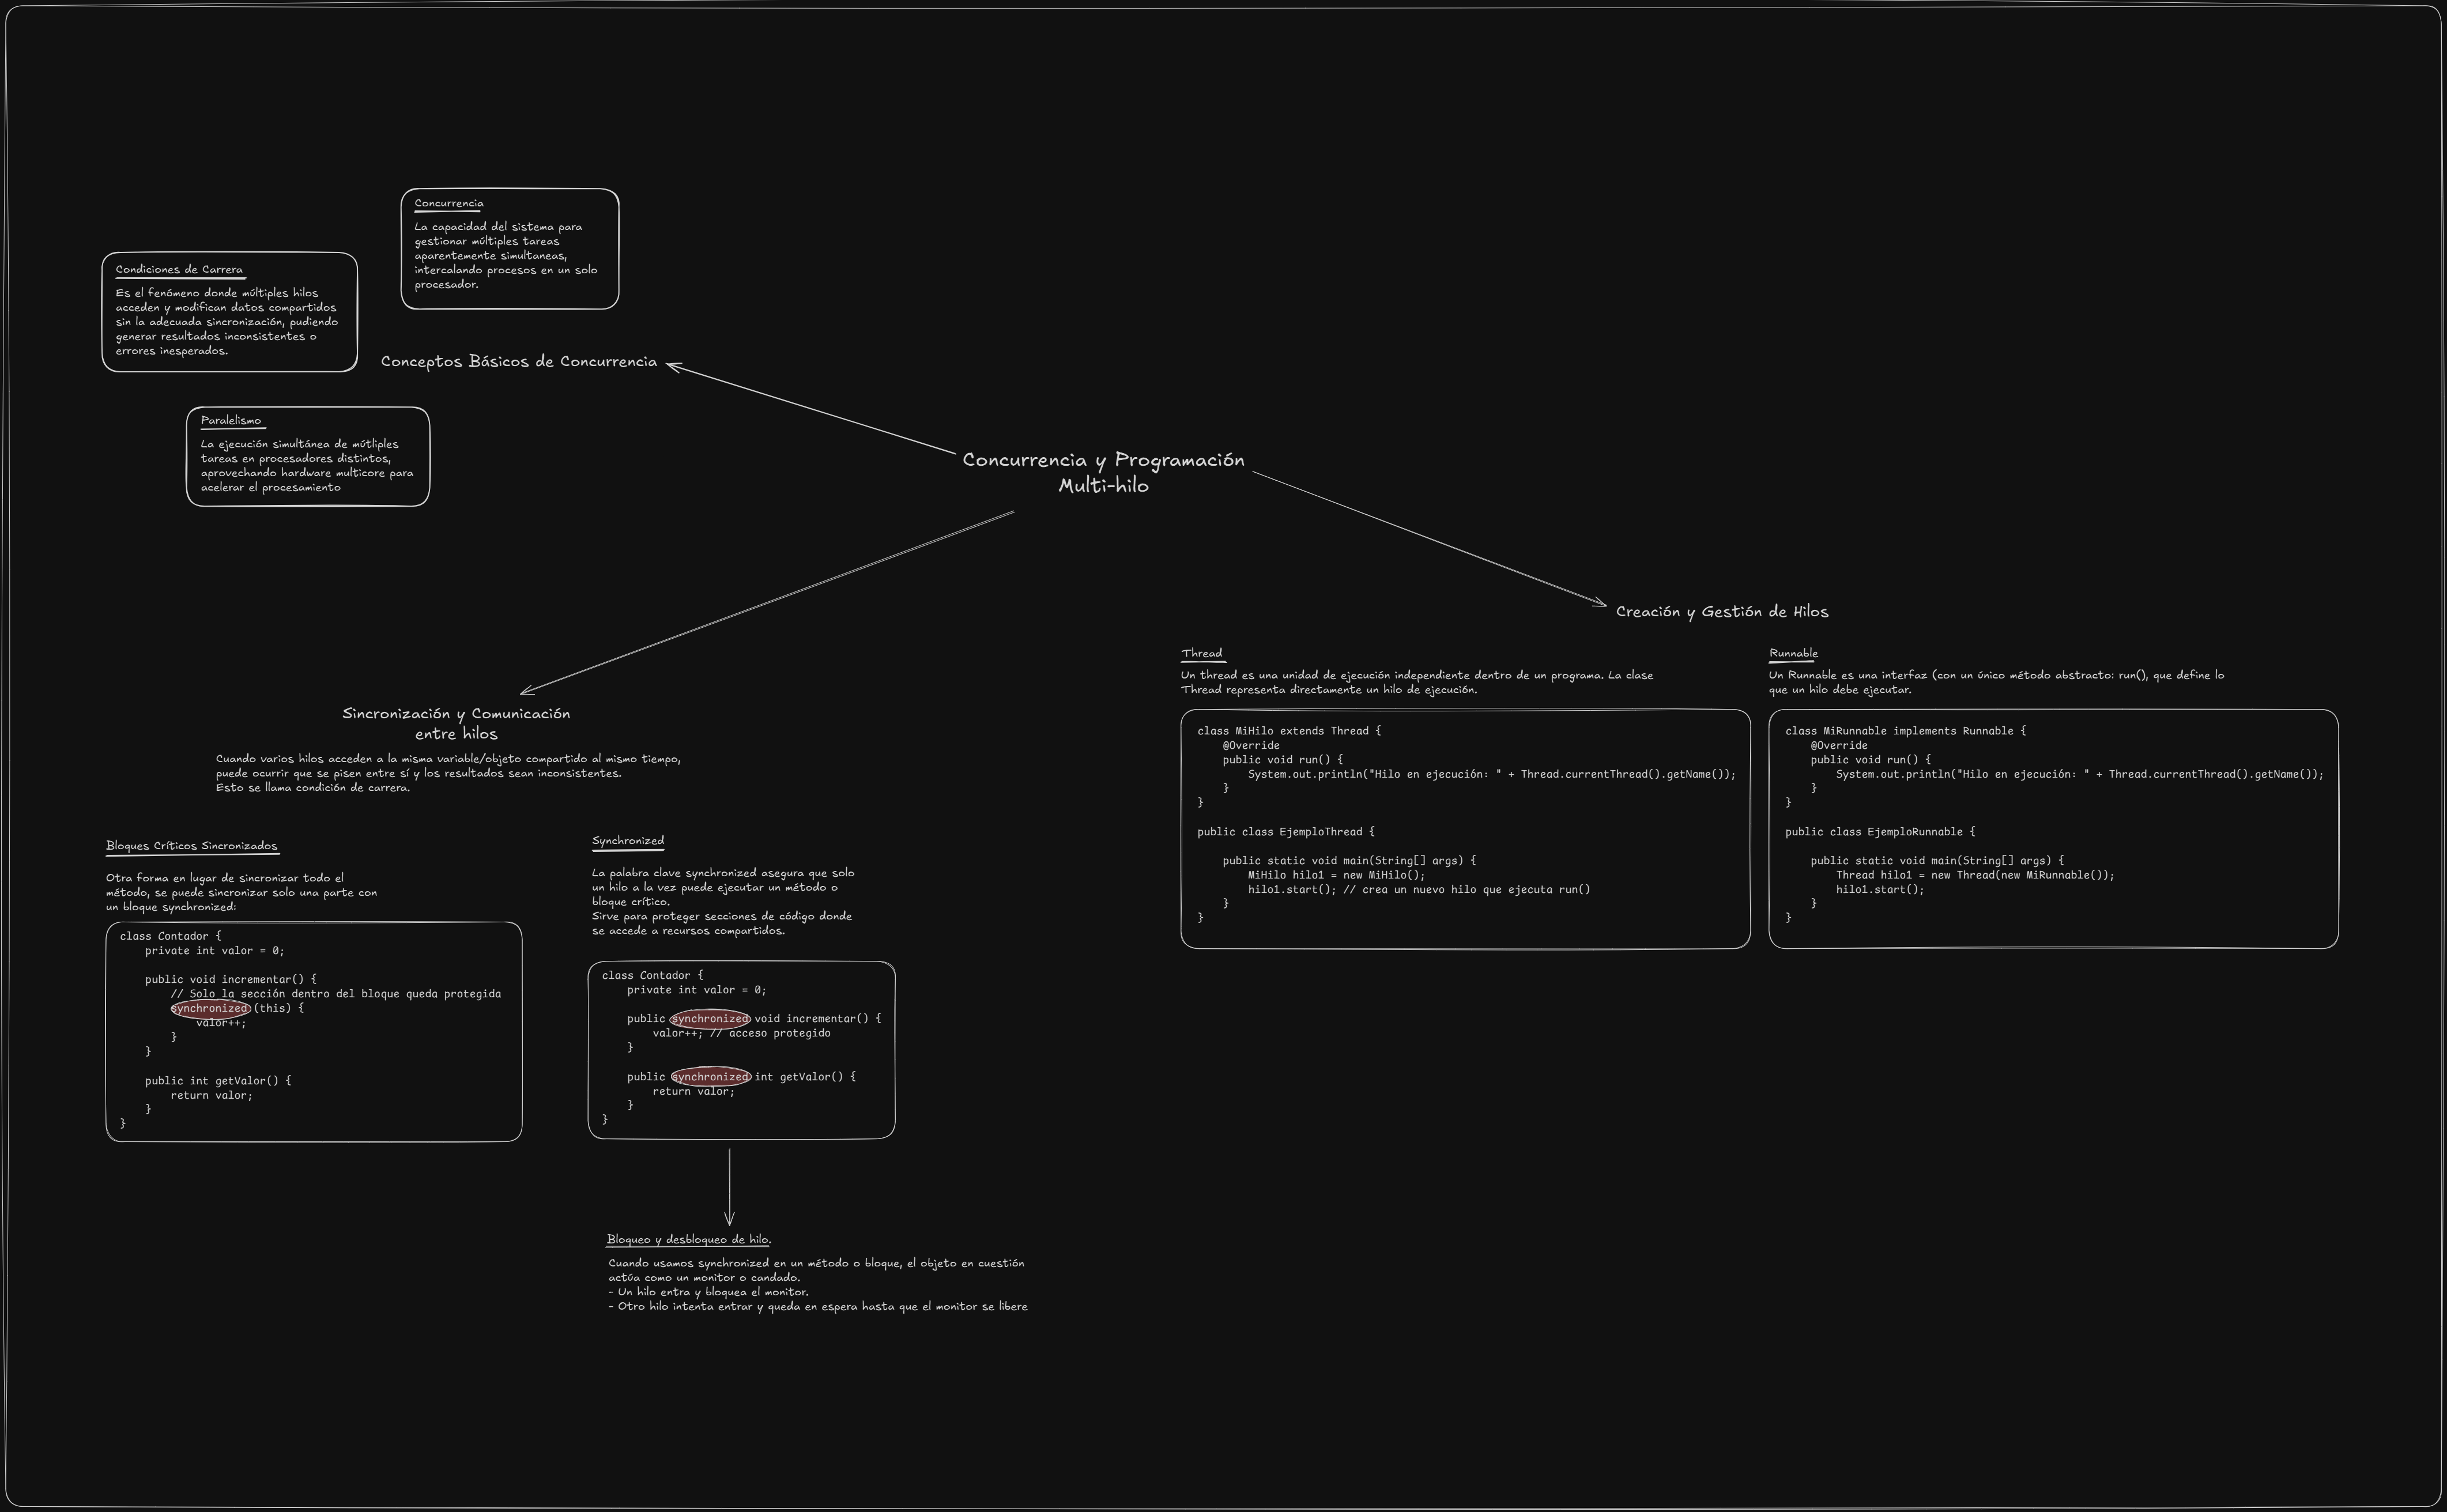 Concurrencia
La capacidad del sistema para
gestionar múltiples tareas
aparentemente simultaneas,
intercalando procesos en un solo
procesador.
Condiciones de Carrera
Es el fenómeno donde múltiples hilos
acceden y modifican datos compartidos
sin la adecuada sincronización, pudiendo
generar resultados inconsistentes o
errores inesperados.
Conceptos Básicos de Concurrencia
Paralelismo
La ejecución simultánea de mútliples
tareas en procesadores distintos,
aprovechando hardware multicore para
acelerar el procesamiento
Concurrencia y Programación
Multi-hilo
Creación y Gestión de Hilos
Thread
Un thread es una unidad de ejecución independiente dentro de un programa. La clase
Thread representa directamente un hilo de ejecución.
class MiHilo extends Thread {
    @Override
    public void run() {
        System.out.println("Hilo en ejecución: " + Thread.currentThread().getName());
    }
}
public class EjemploThread {
    public static void main(String[] args) {
        MiHilo hilo1 = new MiHilo();
        hilo1.start(); // crea un nuevo hilo que ejecuta run()
    }
}
Runnable
Un Runnable es una interfaz (con un único método abstracto: run(), que define lo
que un hilo debe ejecutar.
class MiRunnable implements Runnable {
    @Override
    public void run() {
        System.out.println("Hilo en ejecución: " + Thread.currentThread().getName());
    }
}
public class EjemploRunnable {
    public static void main(String[] args) {
        Thread hilo1 = new Thread(new MiRunnable());
        hilo1.start();
    }
}
Sincronización y Comunicación
entre hilos
Cuando varios hilos acceden a la misma variable/objeto compartido al mismo tiempo,
puede ocurrir que se pisen entre sí y los resultados sean inconsistentes.
Esto se llama condición de carrera.
Bloques Críticos Sincronizados
Otra forma en lugar de sincronizar todo el
método, se puede sincronizar solo una parte con
un bloque synchronized:
class Contador {
    private int valor = 0;
    public void incrementar() {
        // Solo la sección dentro del bloque queda protegida
        synchronized (this) {
            valor++;
        }
    }
    public int getValor() {
        return valor;
    }
}
Synchronized
La palabra clave synchronized asegura que solo
un hilo a la vez puede ejecutar un método o
bloque crítico.
Sirve para proteger secciones de código donde
se accede a recursos compartidos.
class Contador {
    private int valor = 0;
    public synchronized void incrementar() {
        valor++; // acceso protegido
    }
    public synchronized int getValor() {
        return valor;
    }
}
Bloqueo y desbloqueo de hilo.
Cuando usamos synchronized en un método o bloque, el objeto en cuestión
actúa como un monitor o candado.
- Un hilo entra y bloquea el monitor.
- Otro hilo intenta entrar y queda en espera hasta que el monitor se libere